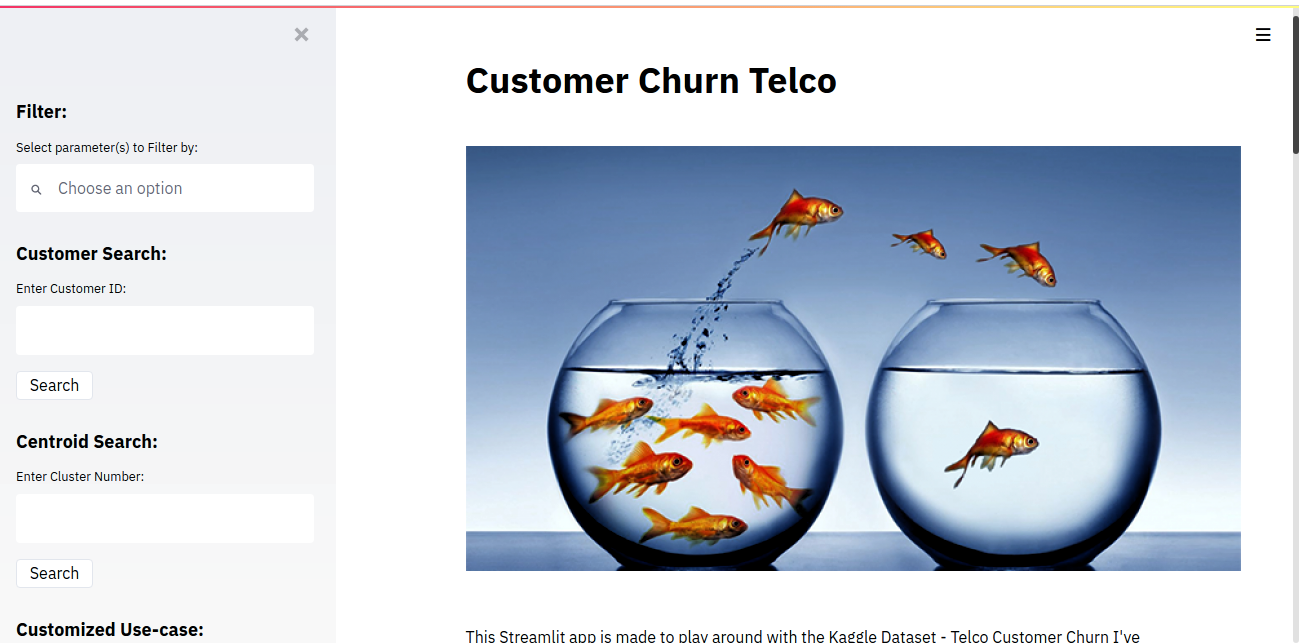 Filter:
Select parameter(s) to Filter by:
Choose an option
Customer Search:
Enter Customer ID:
Search
Centroid Search:
Enter Cluster Number:
Search
Customized Use-case:
Customer Churn Telco
This Streamlit app is made to play around with the Kaggle Dataset - Telco Customer Churn I've